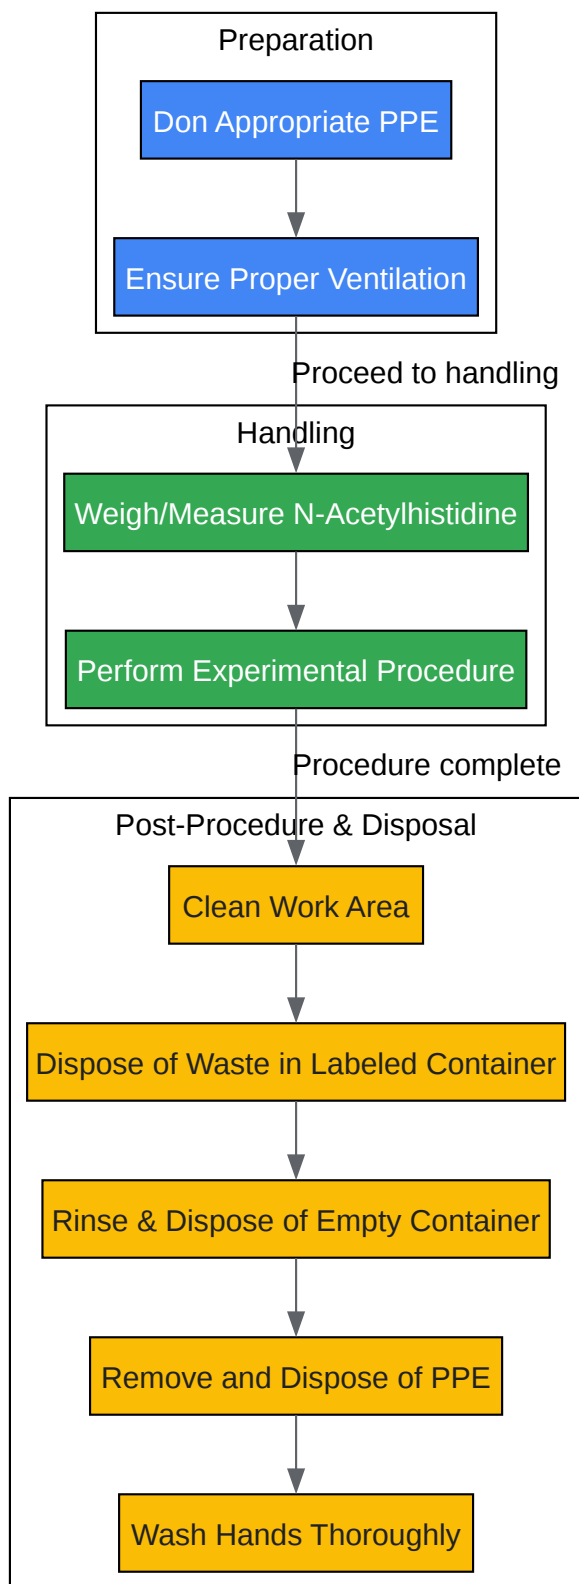 Preparation
Don Appropriate PPE
Ensure Proper Ventilation
Proceed to handling
Handling
Weigh/Measure N-Acetylhistidine
Perform Experimental Procedure
Procedure complete
Post-Procedure & Disposal
Clean Work Area
Dispose of Waste in Labeled Container
Rinse & Dispose of Empty Container
Remove and Dispose of PPE
Wash Hands Thoroughly